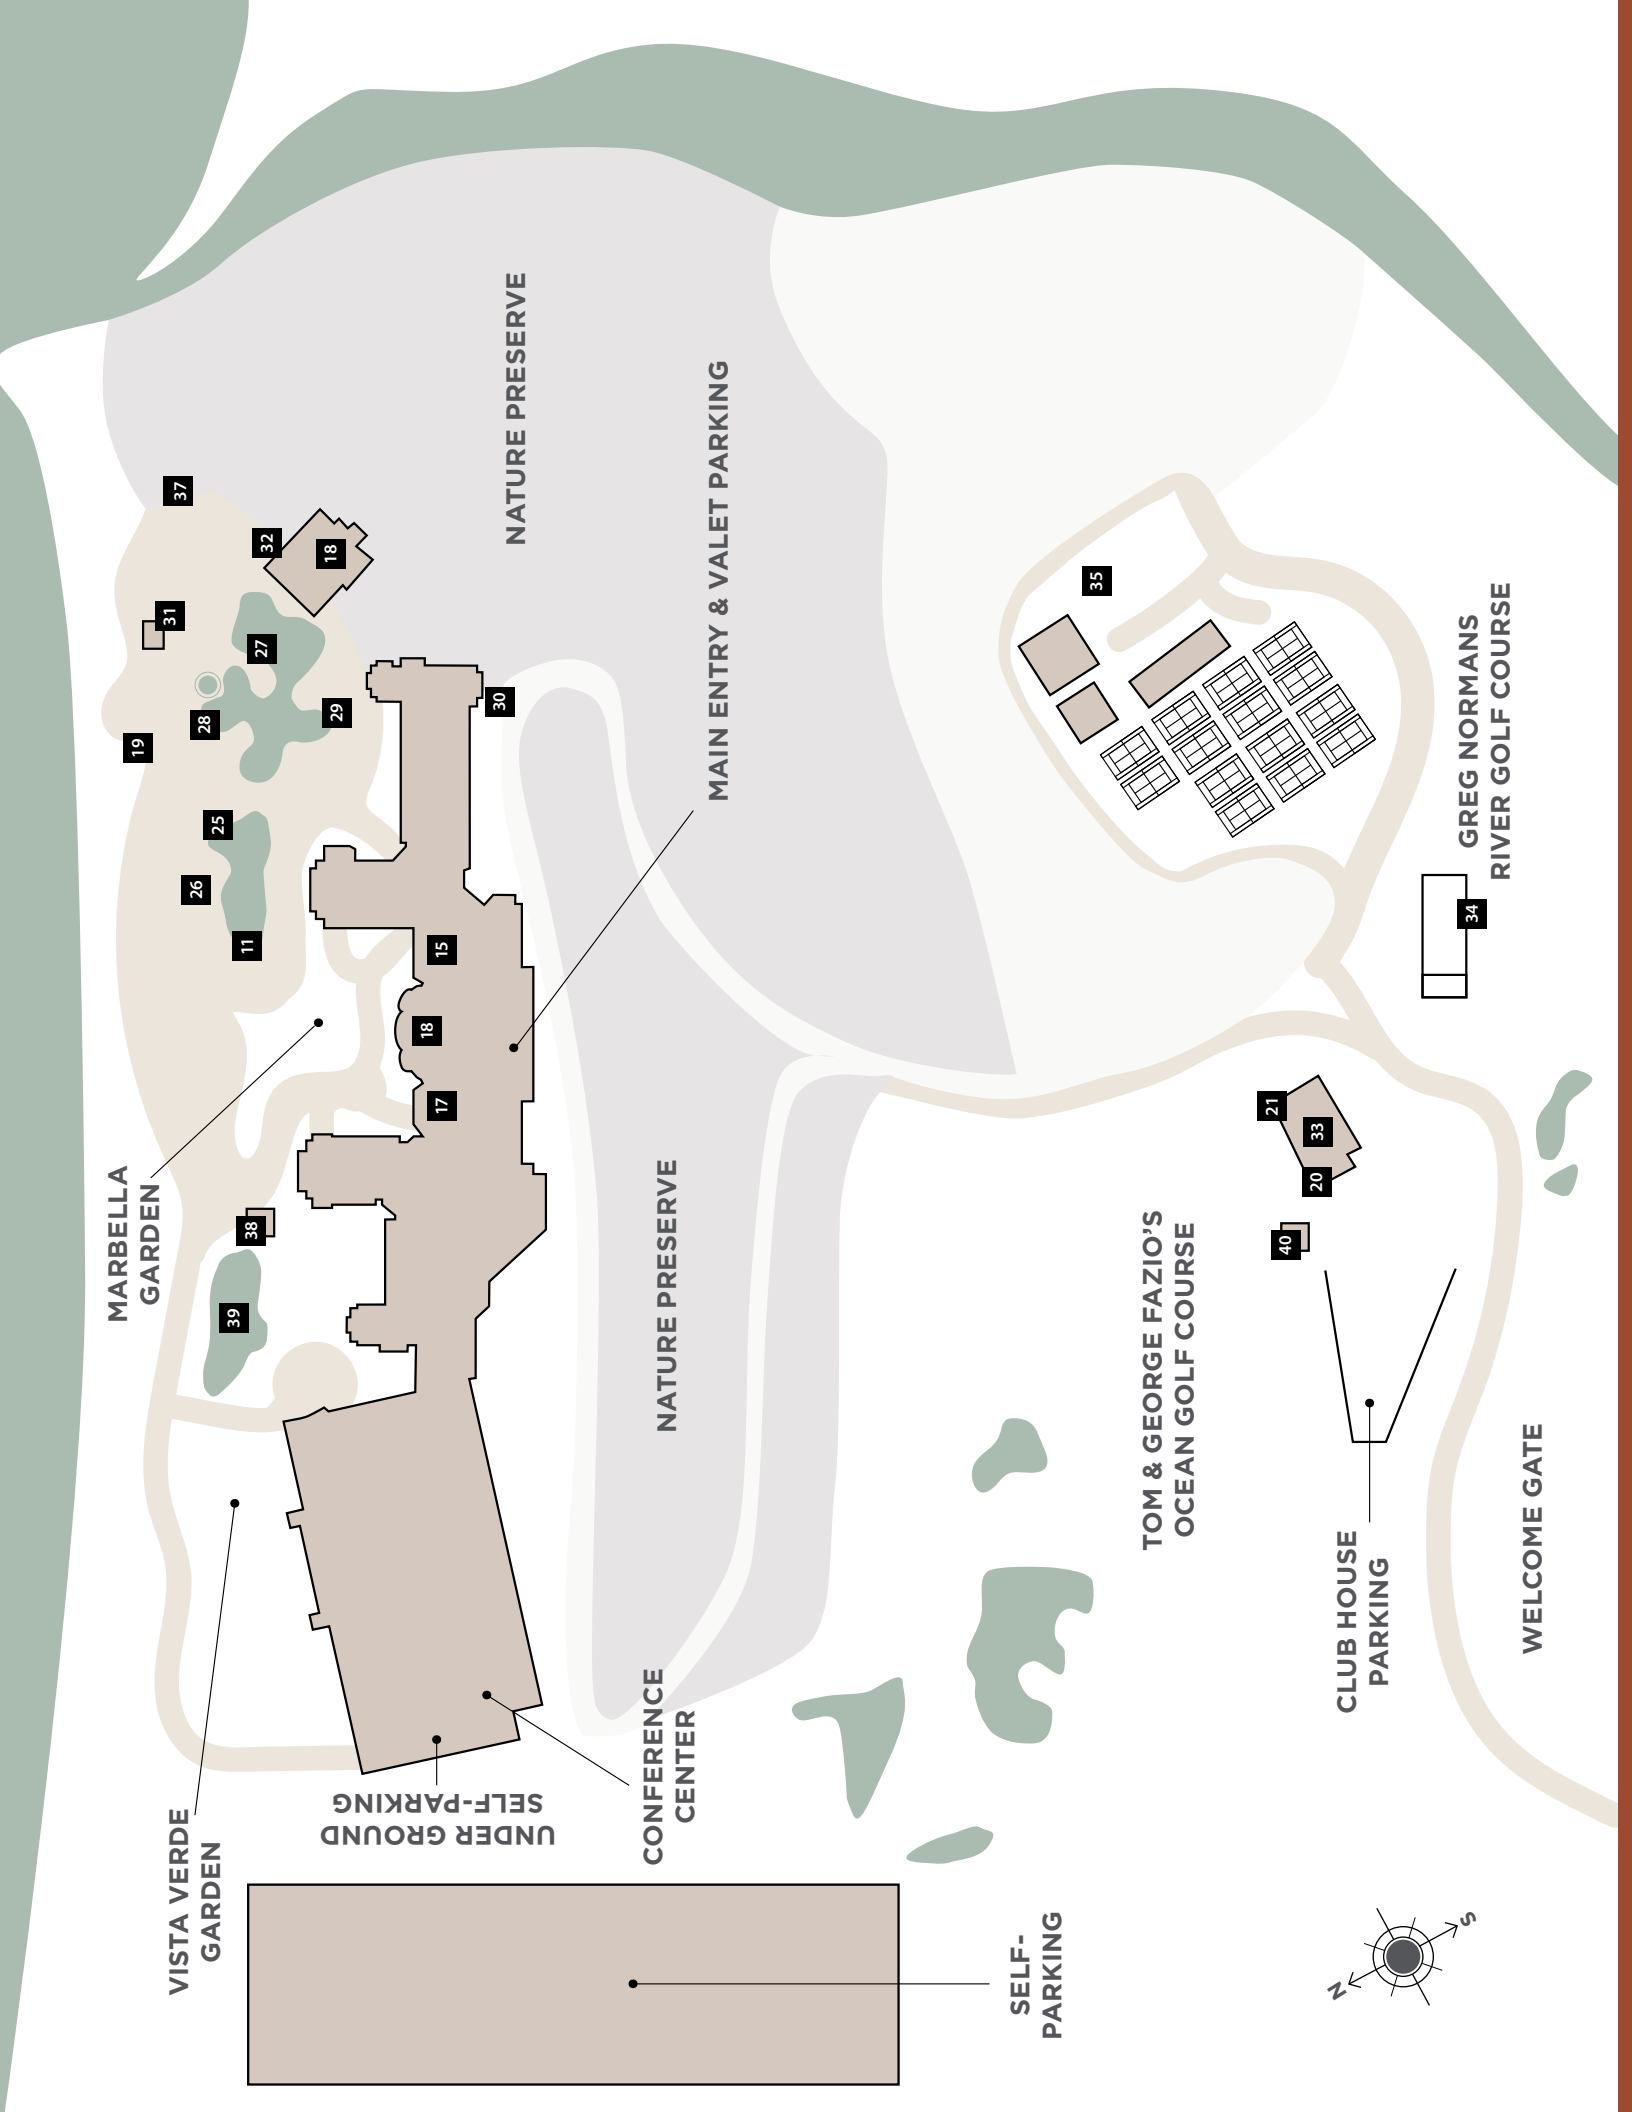 MARBELLA
GARDEN
VISTA VERDE
GARDEN
19
31
37
26
28
25
39
11
38
27
32
18
29
UNDER GROUND
SELF-PARKING
18
17
15
30
NATURE PRESERVE
CONFERENCE
CENTER
NATURE PRESERVE
MAIN ENTRY & VALET PARKING
SELF-
PARKING
35
TOM & GEORGE FAZIO'S
OCEAN GOLF COURSE
21
40
20
33
CLUB HOUSE
PARKING
N
S
34
GREG NORMANS
RIVER GOLF COURSE
WELCOME GATE